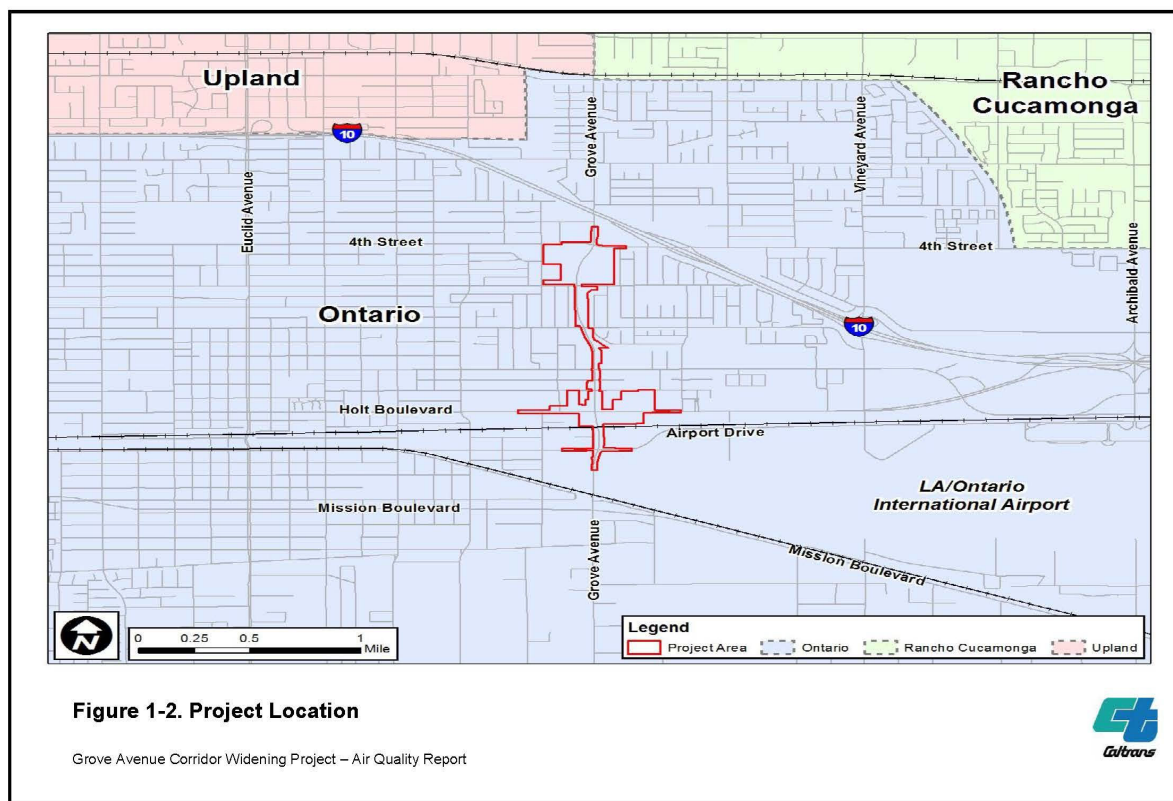 Upland
Rancho
Cucamonga
10
Grove Avenue
Vineyard Avenue
Euclid Avenue
4th Street
4th Street
Archibald Avenue
Ontario
10
Holt Boulevard
Airport Drive
LA/Ontario
International Airport
Mission Boulevard
Grove Avenue
Mission Boulevard
N
0 0.25 0.5 1
Mile
Legend
Project Area Ontario Rancho Cucamonga Upland
Figure 1-2. Project Location
Grove Avenue Corridor Widening Project – Air Quality Report
ct
Caltrans